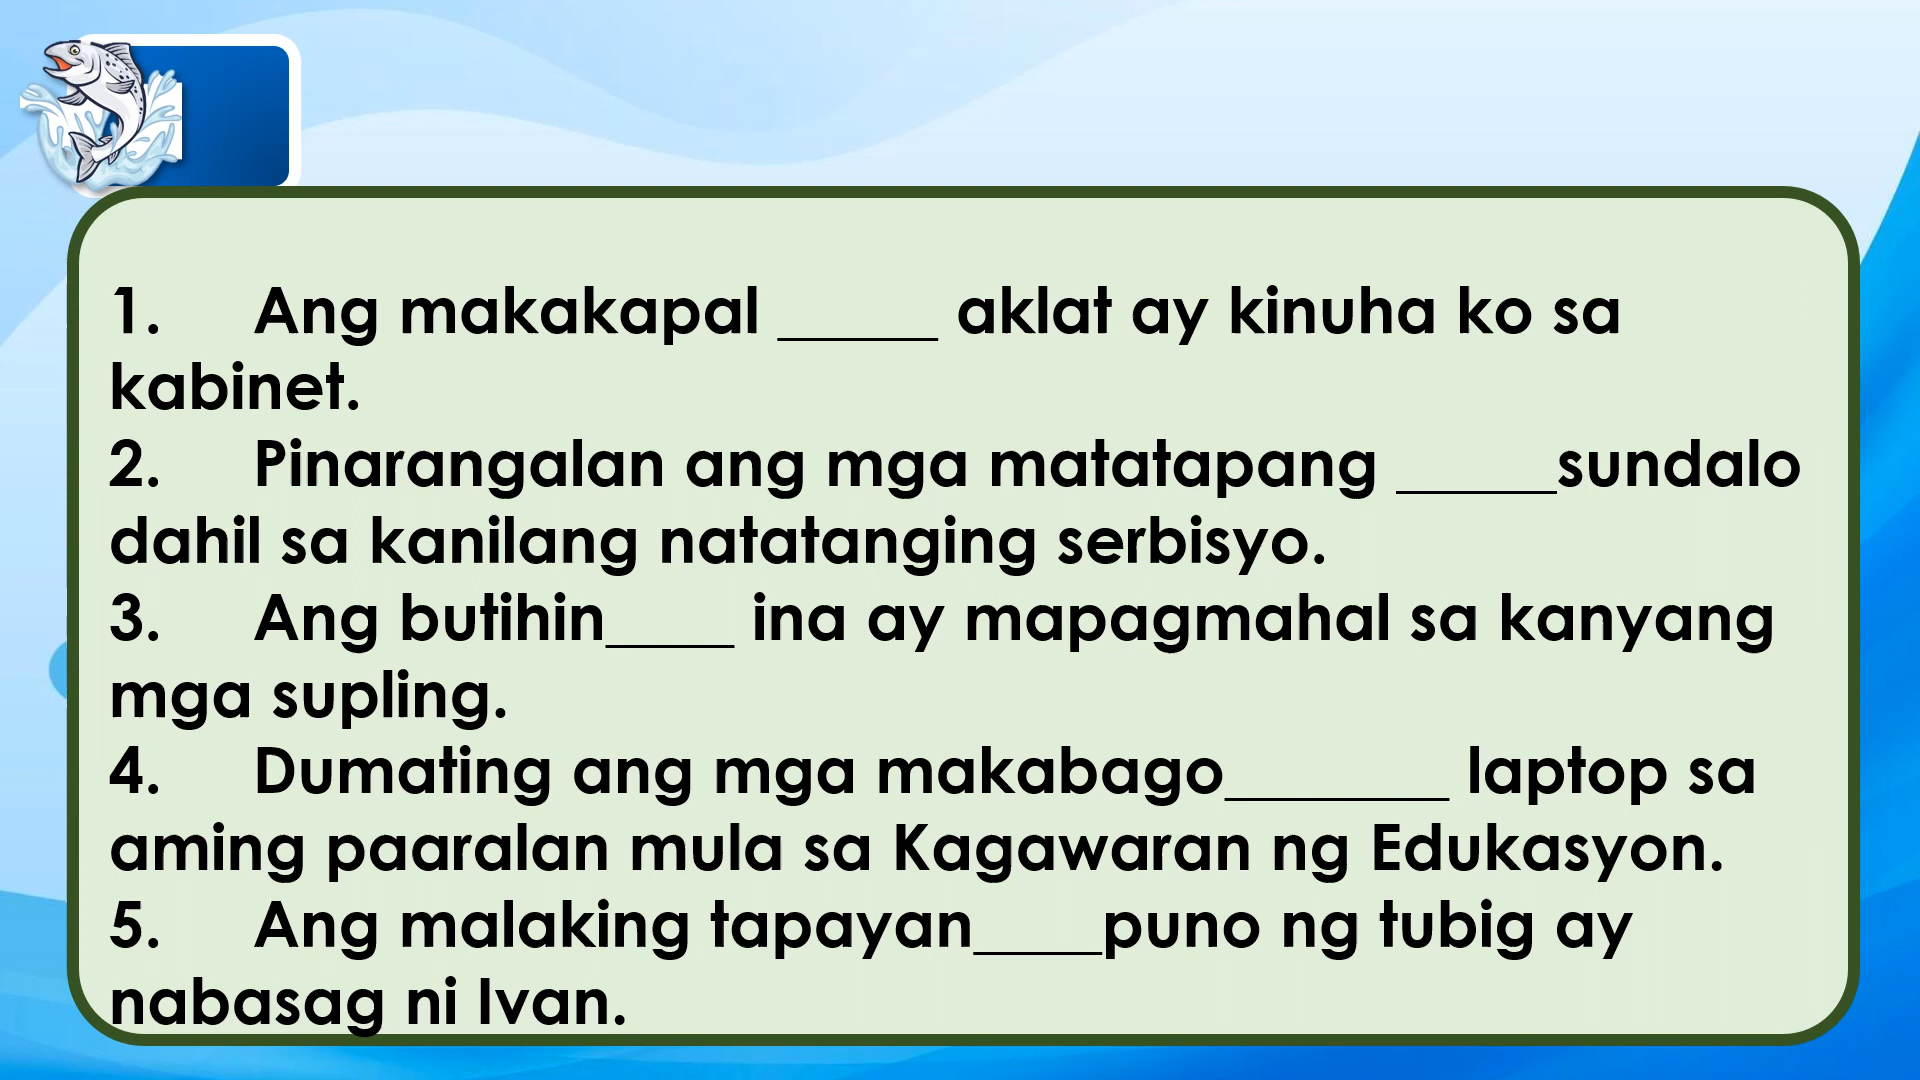 1. Ang makakapal _____ aklat ay kinuha ko sa
kabinet.
2. Pinarangalan ang mga matatapang _____sundalo
dahil sa kanilang natatanging serbisyo.
3. Ang butihin____ ina ay mapagmahal sa kanyang
mga supling.
4. Dumating ang mga makabago_______ laptop sa
aming paaralan mula sa Kagawaran ng Edukasyon.
5. Ang malaking tapayan____puno ng tubig ay
nabasag ni Ivan.